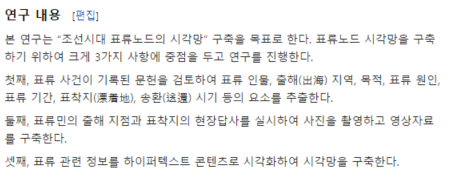 연구 내용 [편집]
본 연구는 "조선시대 표류노드의 시각망" 구축을 목표로 한다. 표류노드 시각망을 구축
하기 위하여 크게 3가지 사항에 중점을 두고 연구를 진행한다.
첫째, 표류 사건이 기록된 문헌을 검토하여 표류 인물, 출해(出海) 지역, 목적, 표류 원인,
표류 기간, 표착지(漂着地), 송환(送還) 시기 등의 요소를 추출한다.
둘째, 표류민의 출해 지점과 표착지의 현장답사를 실시하여 사진을 촬영하고 영상자료
를 구축한다.
셋째, 표류 관련 정보를 하이퍼텍스트 콘텐츠로 시각화하여 시각망을 구축한다.